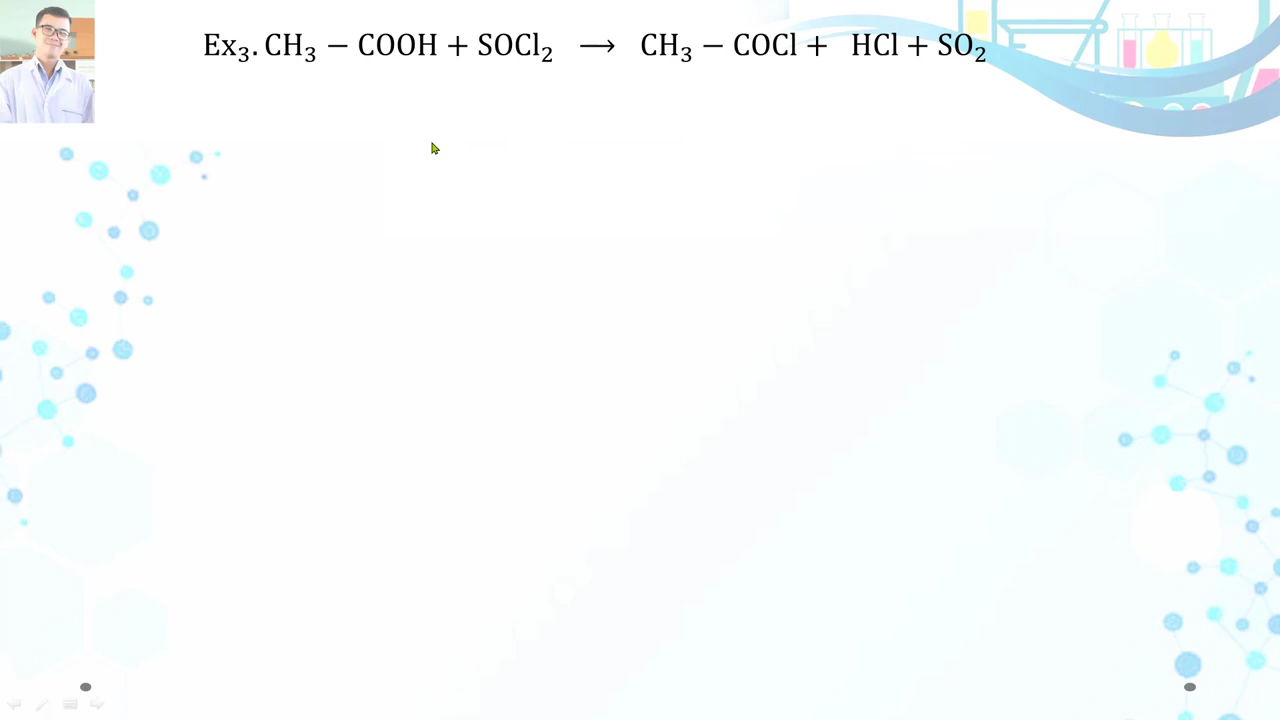 Ex₃. CH₃ − COOH + SOCl₂ ⟶ CH₃ − COCl + HCl + SO₂